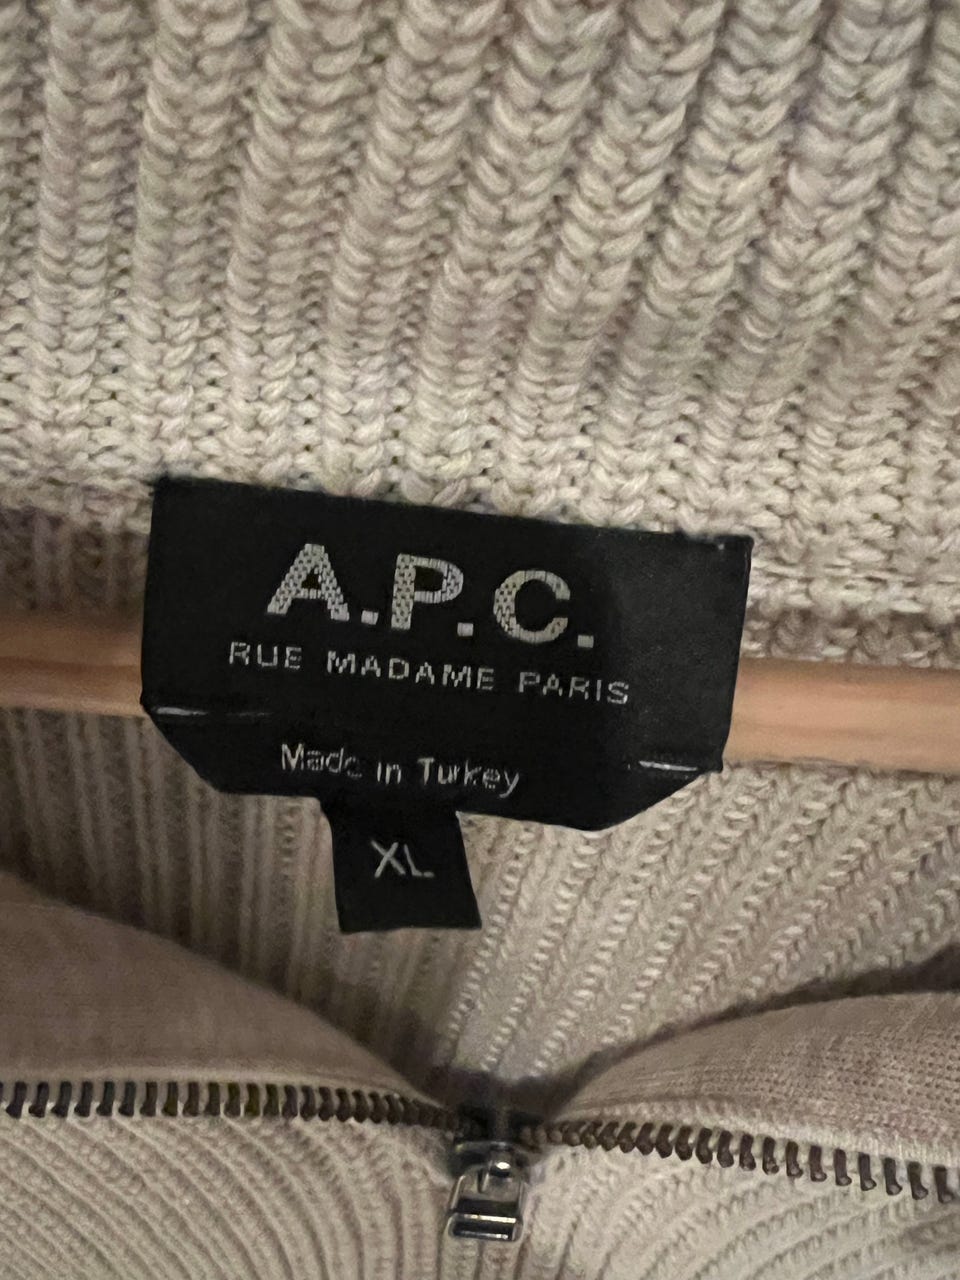 A.P.C.
RUE MADAME PARIS
Made in Turkey
XL